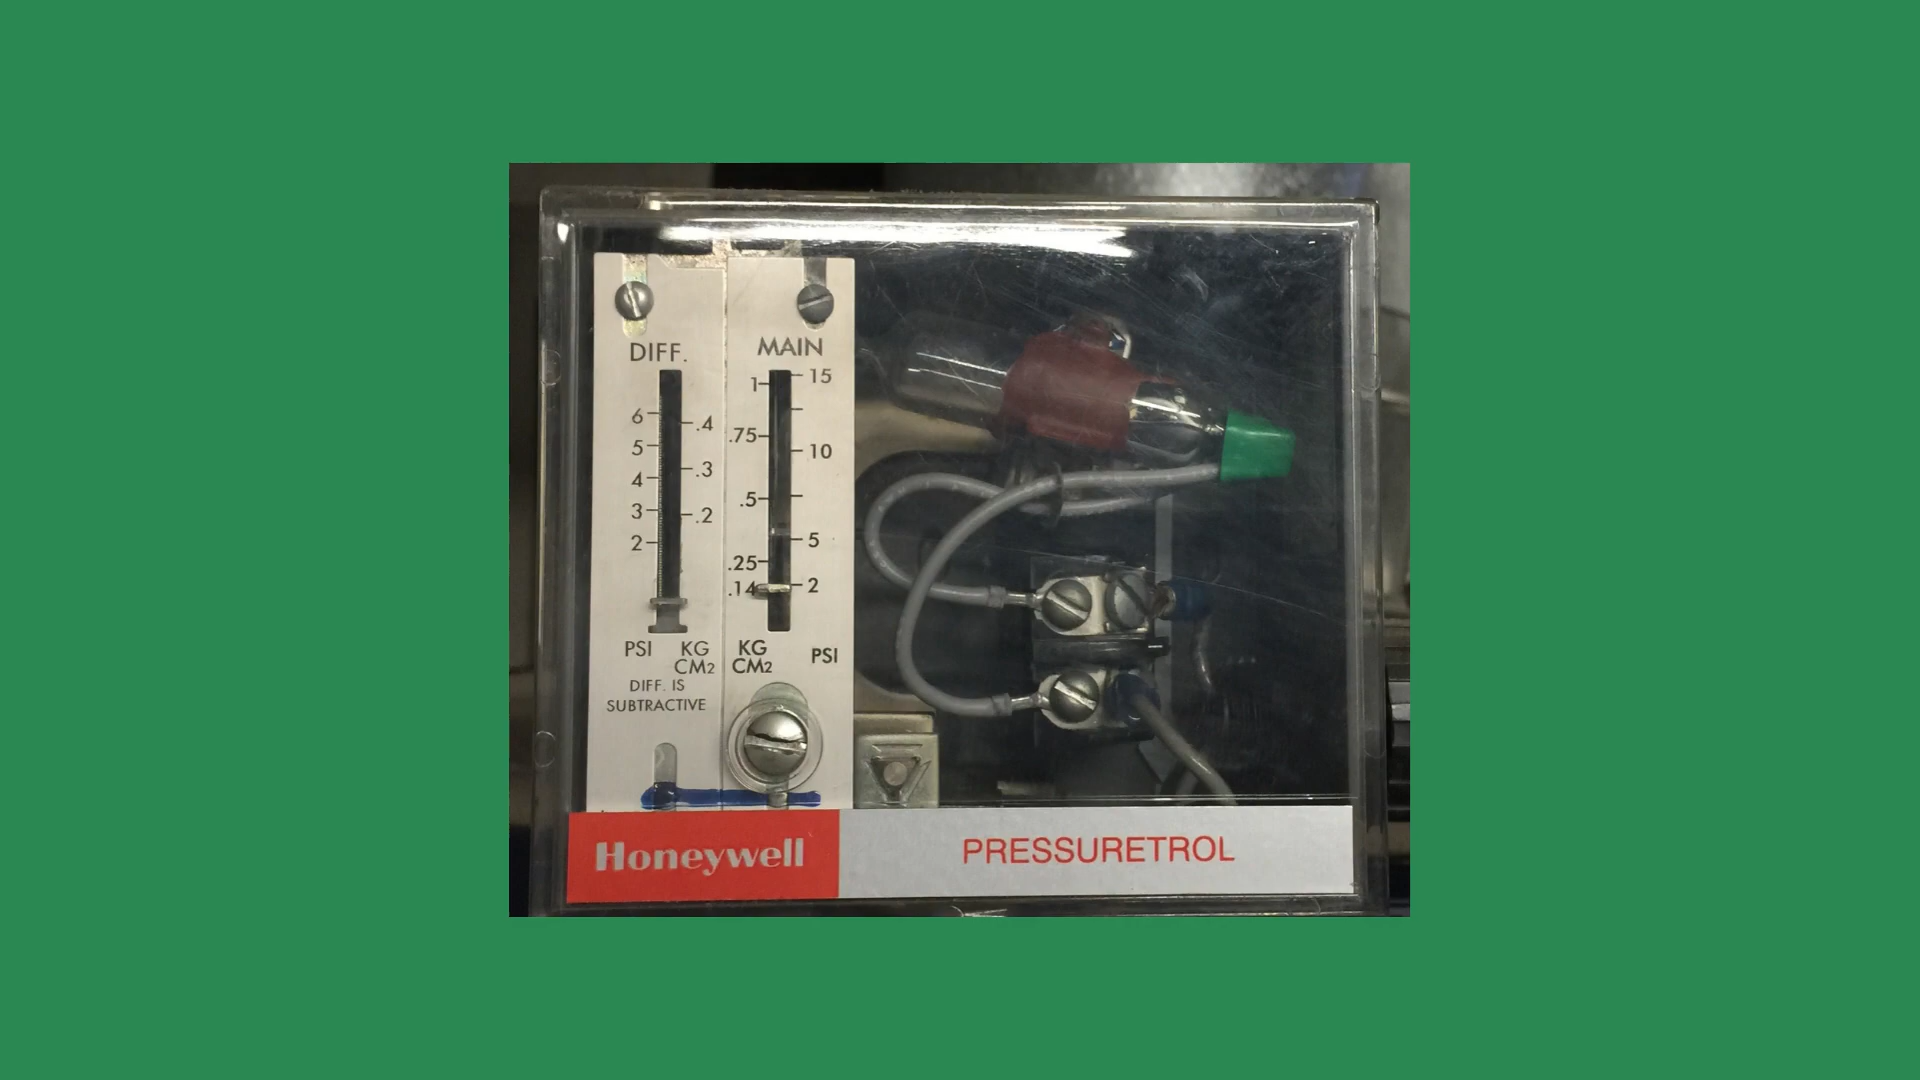 DIFF.
6
5
4
3
2
.4
.3
.2
PSI
KG
CM2
DIFF. IS
SUBTRACTIVE
MAIN
1
.75
.5
.25
.14
15
10
5
2
KG
CM2
PSI
Honeywell
PRESSURETROL